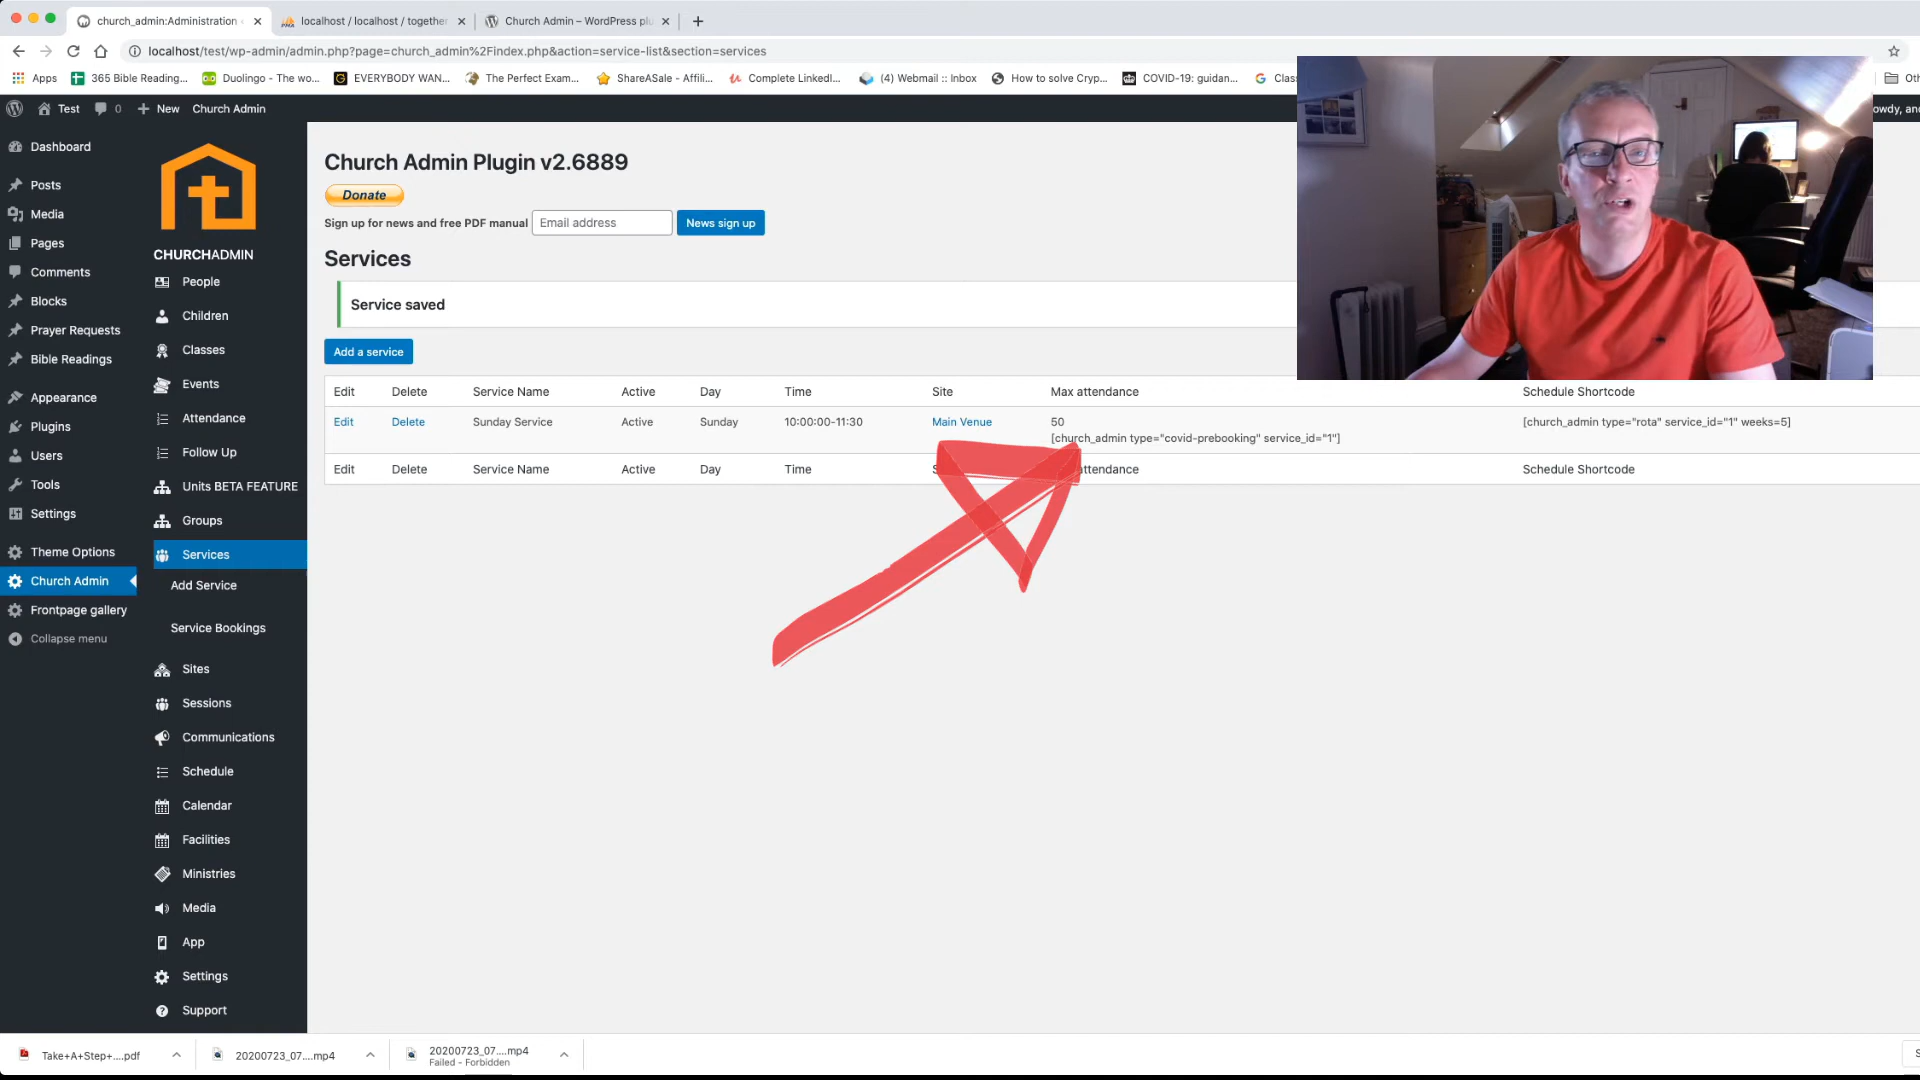 church_admin:Administration
localhost / localhost / together
Church Admin – WordPress plu
localhost/test/wp-admin/admin.php?page=church_admin%2Findex.php&action=service-list&section=services
Apps
365 Bible Reading...
Duolingo - The wo...
EVERYBODY WAN...
The Perfect Exam...
ShareASale - Affili...
Complete LinkedI...
(4) Webmail :: Inbox
How to solve Cryp...
COVID-19: guidan...
Class
Oth
Test
0
New
Church Admin
owdy, an
Dashboard
Posts
Media
Pages
Comments
Blocks
Prayer Requests
Bible Readings
Appearance
Plugins
Users
Tools
Settings
Theme Options
Church Admin
Frontpage gallery
Collapse menu
CHURCHADMIN
People
Children
Classes
Events
Attendance
Follow Up
Units BETA FEATURE
Groups
Services
Add Service
Service Bookings
Sites
Sessions
Communications
Schedule
Calendar
Facilities
Ministries
Media
App
Settings
Support
Church Admin Plugin v2.6889
Donate
Sign up for news and free PDF manual
Email address
News sign up
Services
Service saved
Add a service
Edit Delete Service Name Active Day Time Site Max attendance Schedule Shortcode
Edit Delete Sunday Service Active Sunday 10:00:00-11:30 Main Venue 50 [church_admin type="rota" service_id="1" weeks=5]
[church_admin type="covid-prebooking" service_id="1"]
Edit Delete Service Name Active Day Time S attendance Schedule Shortcode
Take+A+Step+....pdf
20200723_07....mp4
20200723_07....mp4
Failed - Forbidden